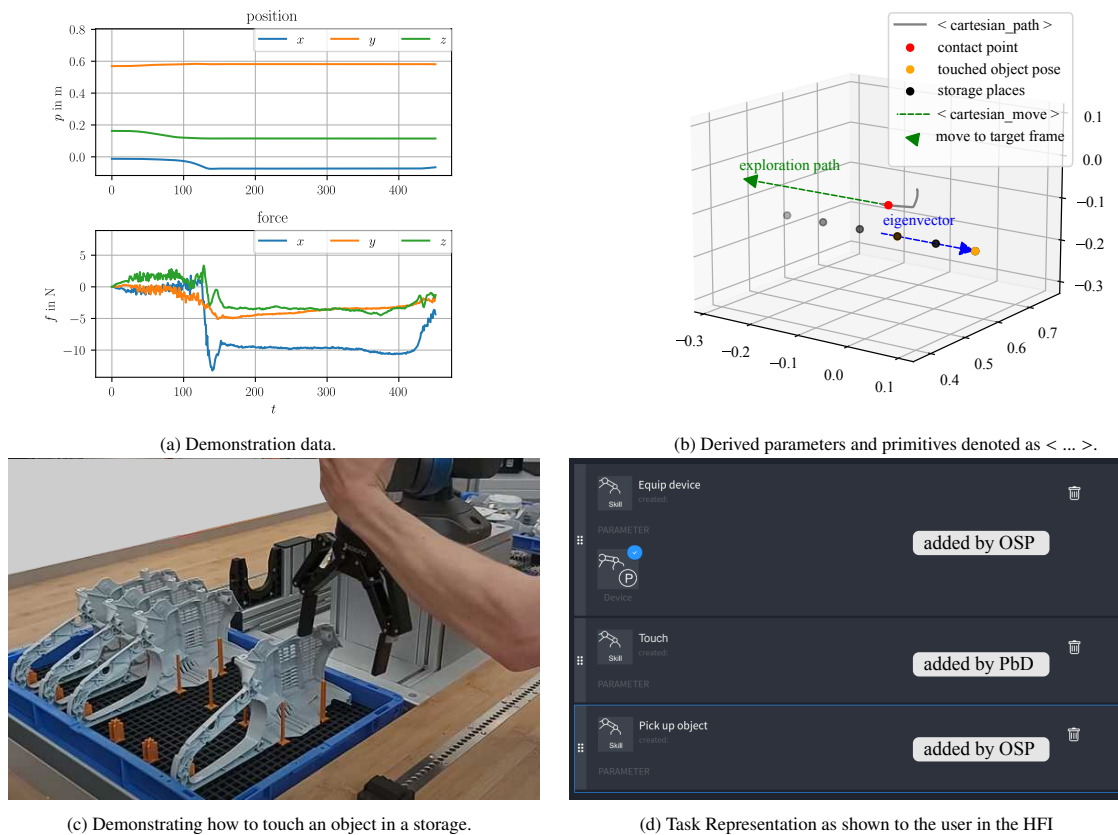 position
x y z
0.8
0.6
0.4
0.2
0.0
p in m
0 100 200 300 400
force
x y z
5
0
−5
−10
f in N
0 100 200 300 400
t
(a) Demonstration data.
< cartesian_path >
contact point
touched object pose
storage places
< cartesian_move >
move to target frame
exploration path
eigenvector
0.1
0.0
−0.1
−0.2
−0.3
−0.3
−0.2
−0.1
0.0
0.1
0.4
0.5
0.6
0.7
(b) Derived parameters and primitives denoted as < ... >.
(c) Demonstrating how to touch an object in a storage.
Equip device
created:
Skill
PARAMETER
added by OSP
P
Device
Touch
created:
Skill
PARAMETER
added by PbD
Pick up object
created:
Skill
PARAMETER
added by OSP
(d) Task Representation as shown to the user in the HFI